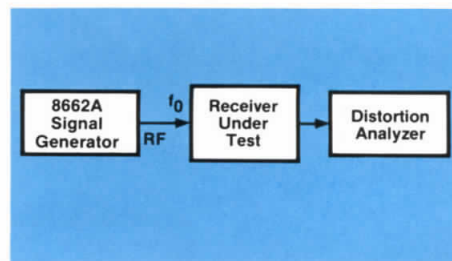 8662A
Signal
Generator
f0
RF
Receiver
Under
Test
Distortion
Analyzer